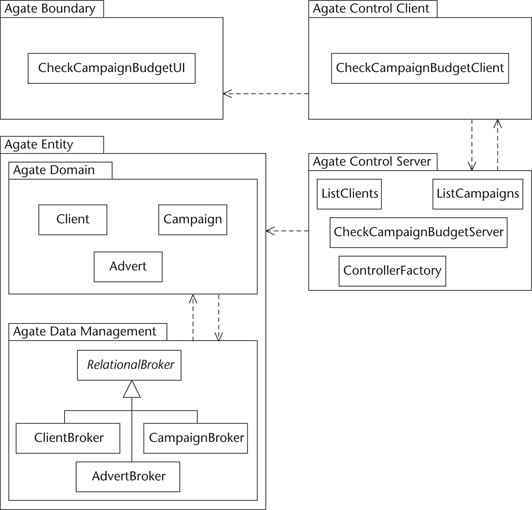 Agate Boundary
CheckCampaignBudgetUI
Agate Control Client
CheckCampaignBudgetClient
Agate Entity
Agate Domain
Client
Campaign
Advert
Agate Control Server
ListClients
ListCampaigns
CheckCampaignBudgetServer
ControllerFactory
Agate Data Management
RelationalBroker
ClientBroker
CampaignBroker
AdvertBroker